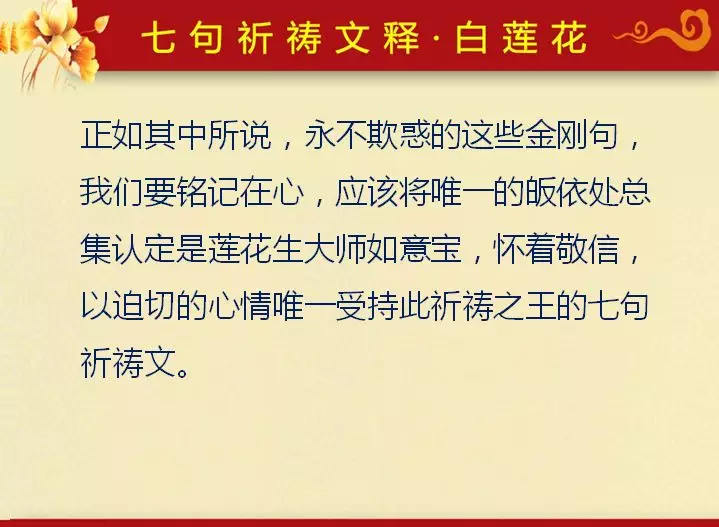 七句祈祷文释·白莲花
正如其中所说，永不欺惑的这些金刚句，
我们要铭记在心，应该将唯一的皈依处总
集认定是莲花生大师如意宝，怀着敬信，
以迫切的心情唯一受持此祈祷之王的七句
祈祷文。